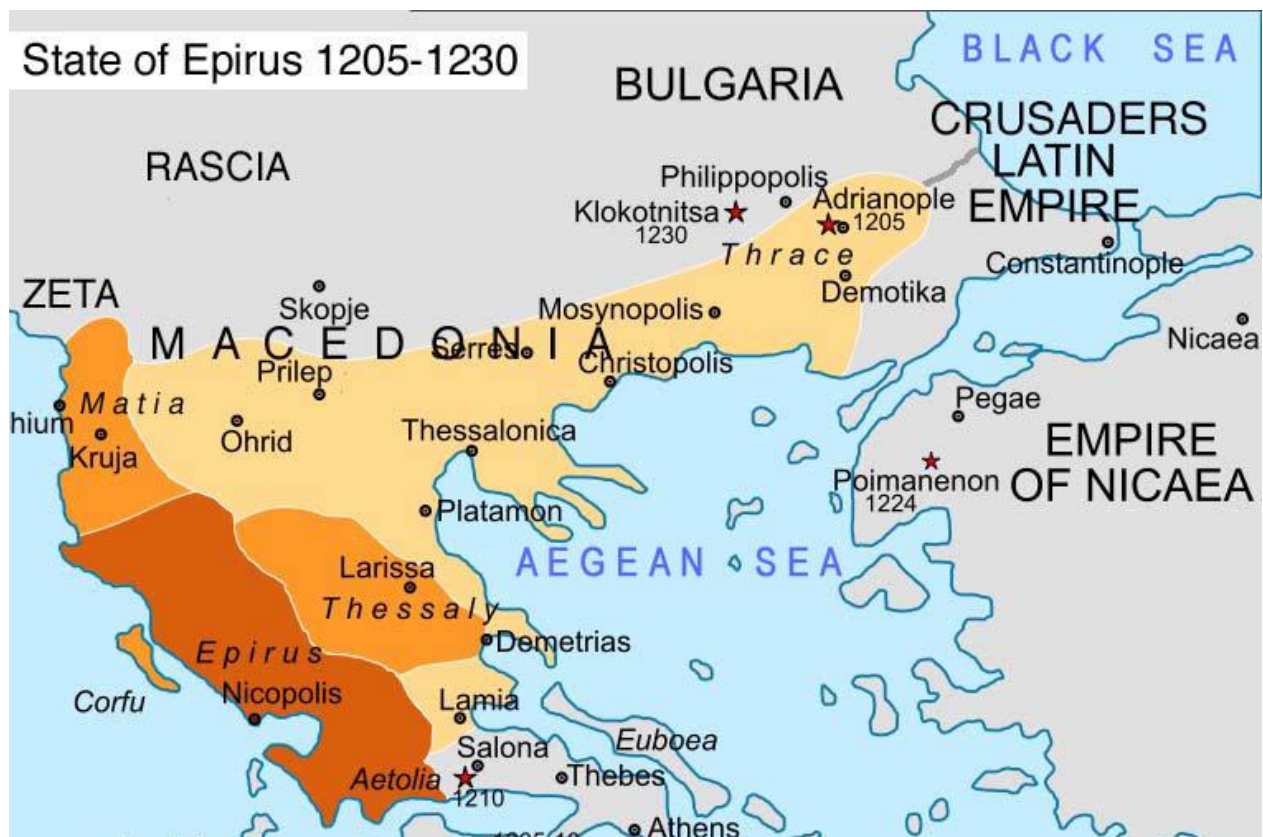 State of Epirus 1205-1230
BLACK SEA
BULGARIA
CRUSADERS
LATIN
EMPIRE
RASCIA
Philippopolis
Klokotnitsa
1230
Adrianople
1205
Thrace
Constantinople
ZETA
Skopje
Demotika
Mosynopolis
MACEDONIA
Serres
Nicaea
Prilep
Christopolis
Matia
hium
Pegae
Ohrid
Thessalonica
Kruja
EMPIRE
OF NICAEA
Poimanenon
1224
Platamon
AEGEAN SEA
Larissa
Thessaly
Epirus
Demetrias
Corfu
Nicopolis
Lamia
Euboea
Salona
Aetolia
Thebes
1210
Athens